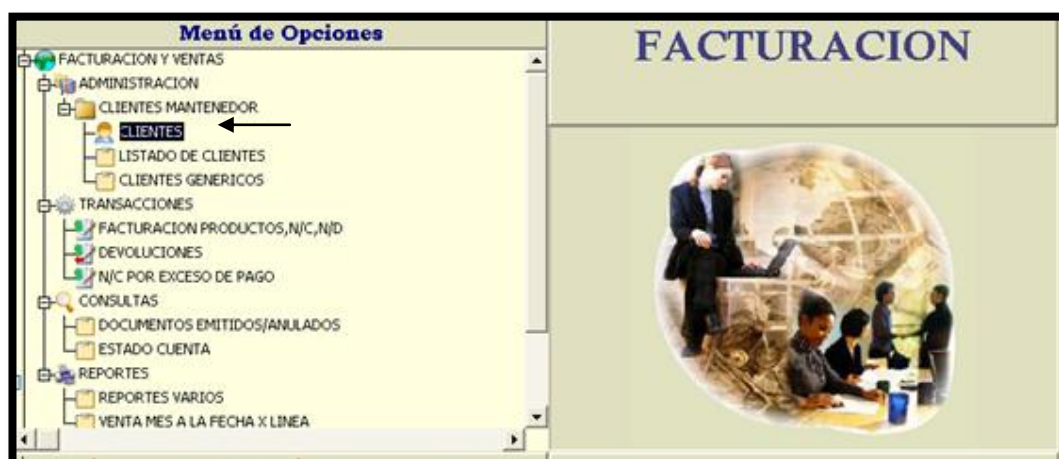 Menú de Opciones
FACTURACION
FACTURACION Y VENTAS
ADMINISTRACION
CLIENTES MANTENEDOR
CLIENTES
LISTADO DE CLIENTES
CLIENTES GENERICOS
TRANSACCIONES
FACTURACION PRODUCTOS,N/C,N/D
DEVOLUCIONES
N/C POR EXCESO DE PAGO
CONSULTAS
DOCUMENTOS EMITIDOS/ANULADOS
ESTADO CUENTA
REPORTES
REPORTES VARIOS
VENTA MES A LA FECHA X LINEA